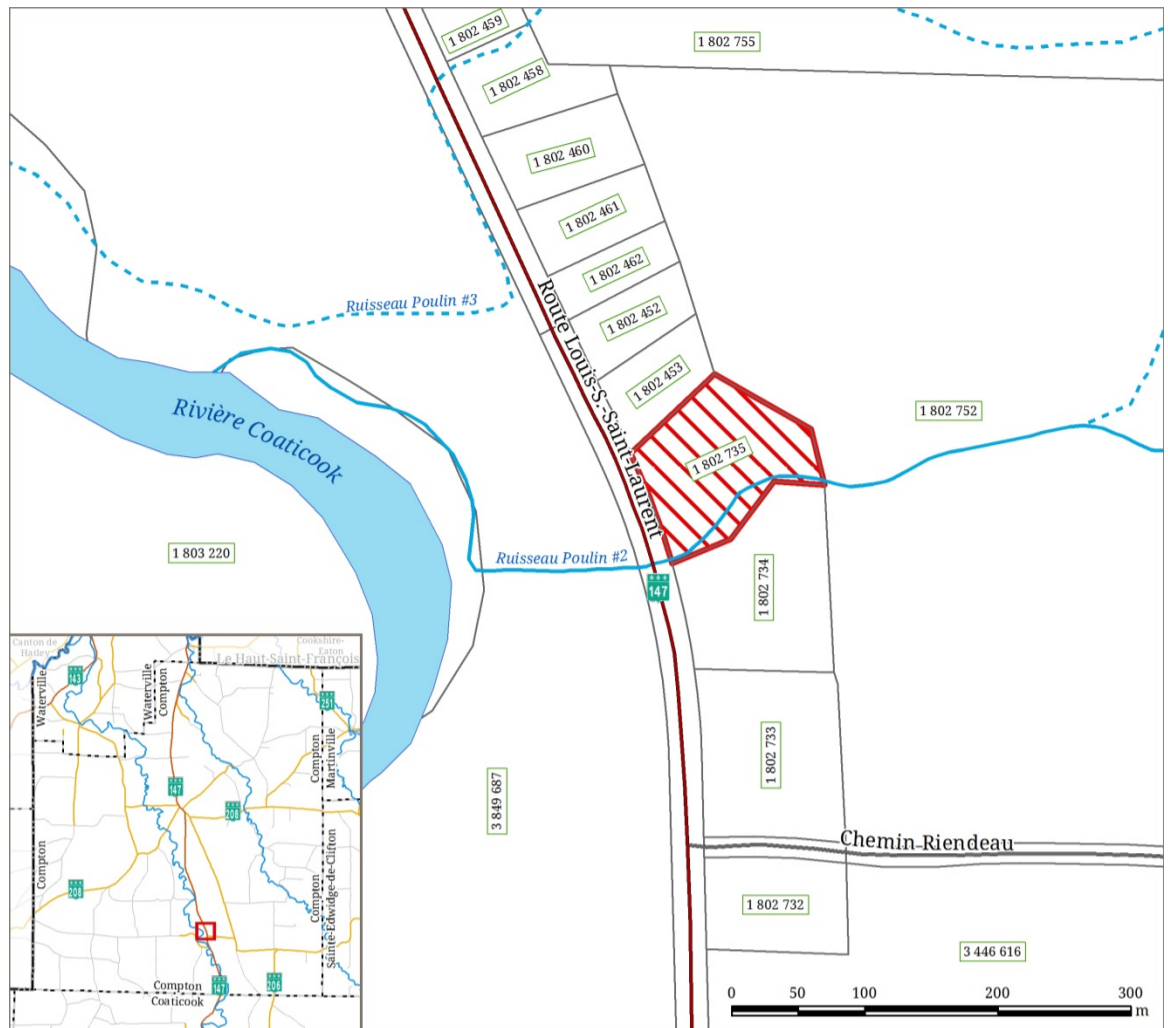 1 802 459
1 802 755
1 802 458
1 802 460
1 802 461
1 802 462
Ruisseau Poulin #3
1 802 452
1 802 453
Route Louis-S.-Saint-Laurent
Rivière Coaticook
1 802 752
1 802 735
1 803 220
Ruisseau Poulin #2
147
1 802 734
1 802 733
3 849 687
Chemin Riendeau
1 802 732
3 446 616
0 50 100 200 300
m
Canton de
Hatley
Cookshire-
Eaton
Le Haut-Saint-François
143
Waterville
Waterville
Compton
251
Compton
Martinville
147
208
Compton
208
Compton
Sainte-Edwidge-de-Clifton
Compton
Coaticook
147
206